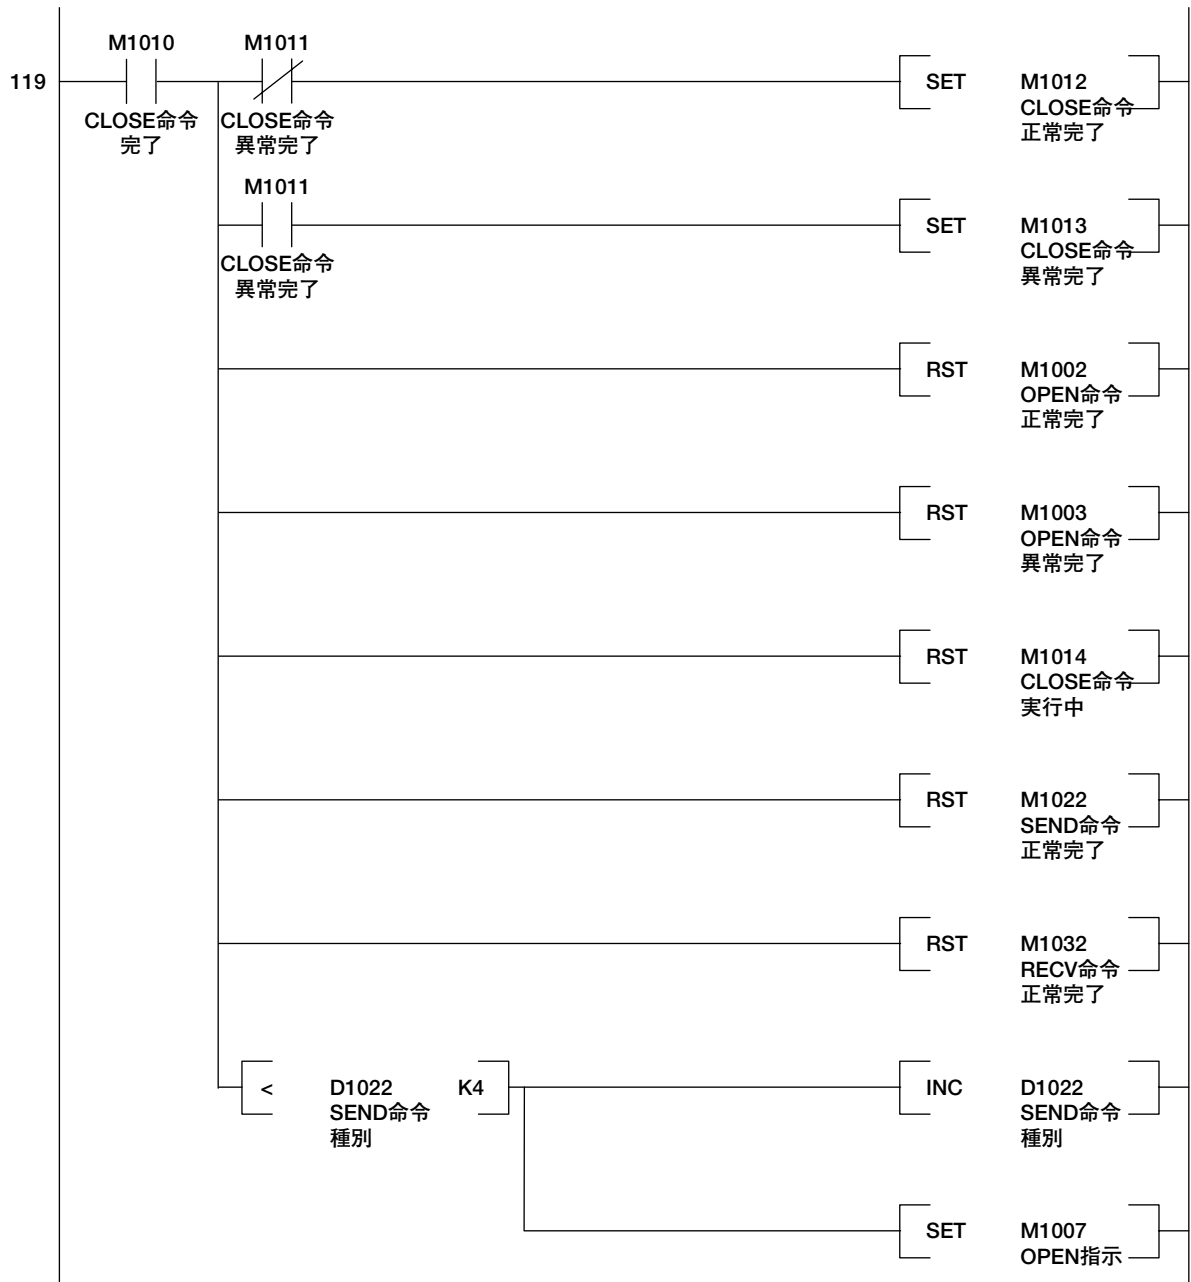 M1010 M1011
119 SET M1012
CLOSE命令 CLOSE命令 CLOSE命令
完了 異常完了 正常完了
M1011
SET M1013
CLOSE命令 CLOSE命令
異常完了 異常完了
RST M1002
OPEN命令
正常完了
RST M1003
OPEN命令
異常完了
RST M1014
CLOSE命令
実行中
RST M1022
SEND命令
正常完了
RST M1032
RECV命令
正常完了
< D1022 K4 INC D1022
SEND命令 SEND命令
種別 種別
SET M1007
OPEN指示